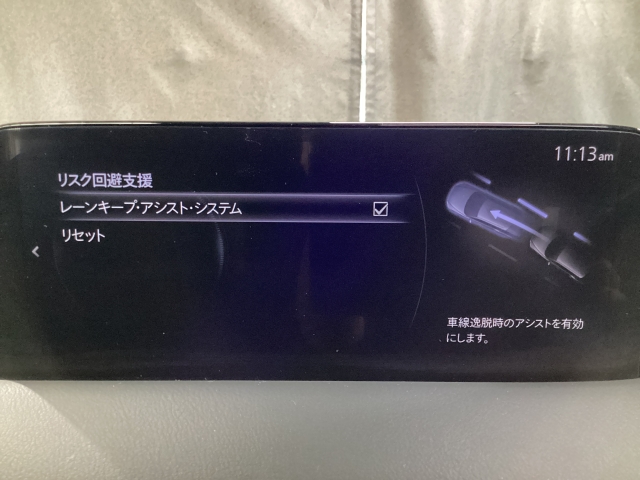 11:13am
リスク回避支援
レーンキープ・アシスト・システム
リセット
車線逸脱時のアシストを有効
にします。